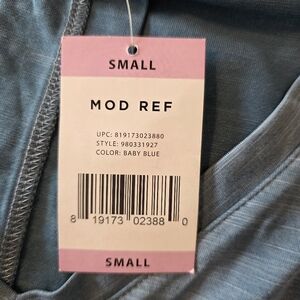 SMALL
MOD REF
UPC: 819173023880
STYLE: 980331927
COLOR: BABY BLUE
8 19173 02388 0
SMALL